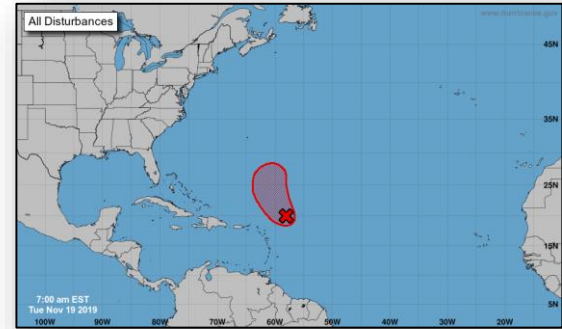 All Disturbances
www.hurricanes.gov
45N
35N
25N
15N
5N
7:00 am EST
Tue Nov 19 2019
100W
90W
80W
70W
60W
50W
40W
30W
20W